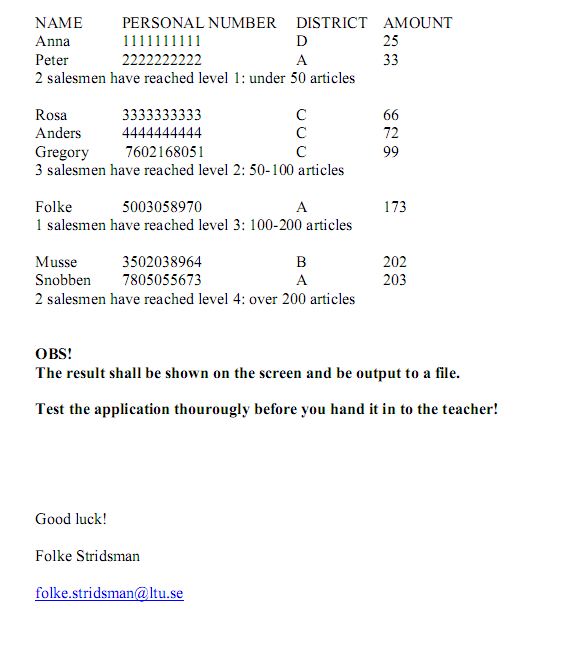 NAME PERSONAL NUMBER DISTRICT AMOUNT
Anna 1111111111 D 25
Peter 2222222222 A 33
2 salesmen have reached level 1: under 50 articles
Rosa 3333333333 C 66
Anders 4444444444 C 72
Gregory 7602168051 C 99
3 salesmen have reached level 2: 50-100 articles
Folke 5003058970 A 173
1 salesmen have reached level 3: 100-200 articles
Musse 3502038964 B 202
Snobben 7805055673 A 203
2 salesmen have reached level 4: over 200 articles
OBS!
The result shall be shown on the screen and be output to a file.
Test the application thourougly before you hand it in to the teacher!
Good luck!
Folke Stridsman
folke.stridsman@ltu.se